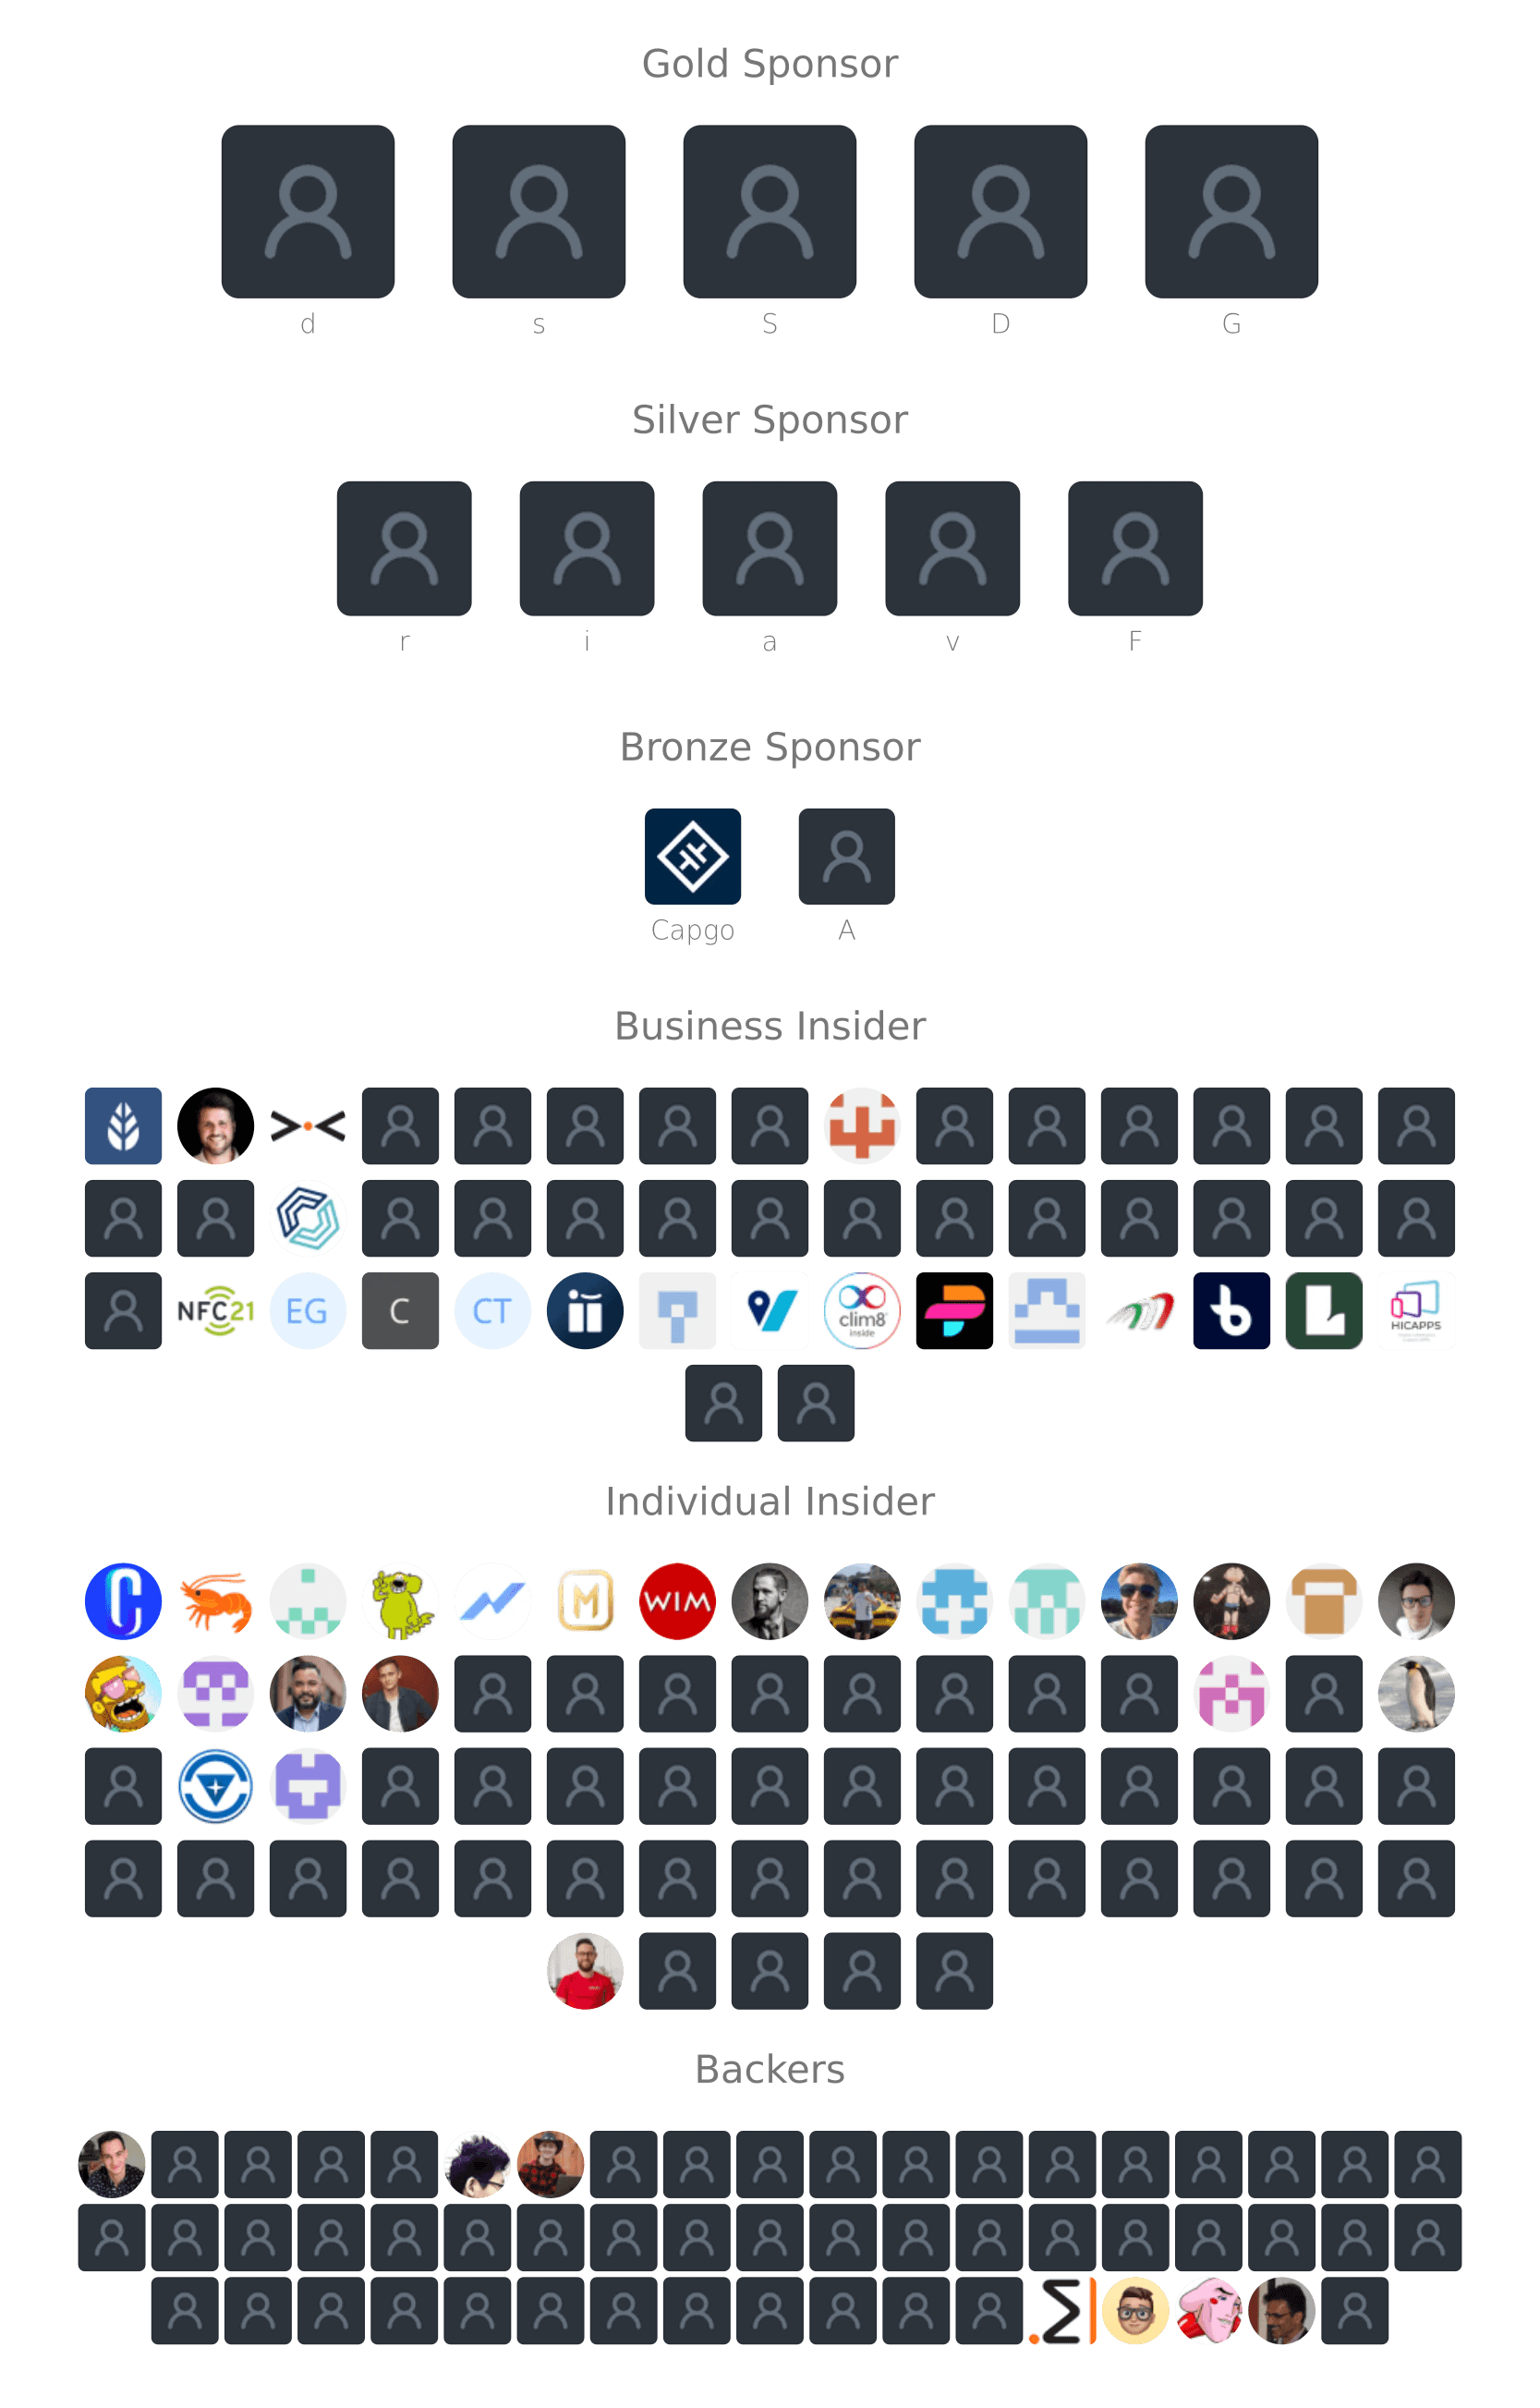 Gold Sponsor
d s S D G
Silver Sponsor
r i a v F
Bronze Sponsor
Capgo A
Business Insider
NFC21 EG C CT clim8 inside HICAPPS
Individual Insider
C M WIM
Backers